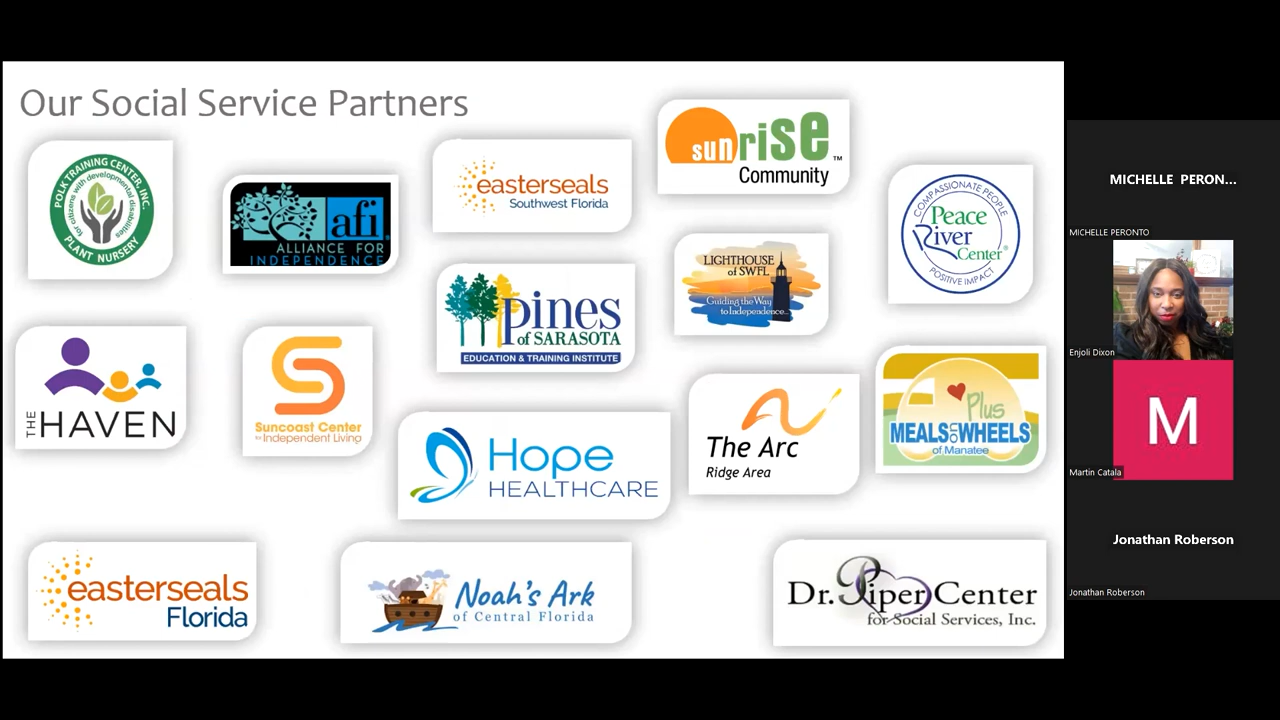 Our Social Service Partners
POLK TRAINING CENTER, INC.
for citizens with developmental disabilities
PLANT NURSERY
afi
ALLIANCE FOR
INDEPENDENCE
easterseals
Southwest Florida
sunrise™
Community
COMPASSIONATE PEOPLE
Peace
River
Center®
POSITIVE IMPACT
LIGHTHOUSE
of SWFL
Guiding the Way
to Independence...
pines
of SARASOTA
EDUCATION & TRAINING INSTITUTE
THE HAVEN
Suncoast Center
for Independent Living
Hope
HEALTHCARE
The Arc
Ridge Area
Plus
MEALS on WHEELS
of Manatee
easterseals
Florida
Noah's Ark
of Central Florida
Dr. Piper Center
for Social Services, Inc.
MICHELLE PERON...
MICHELLE PERONTO
Enjoli Dixon
M
Martin Catala
Jonathan Roberson
Jonathan Roberson